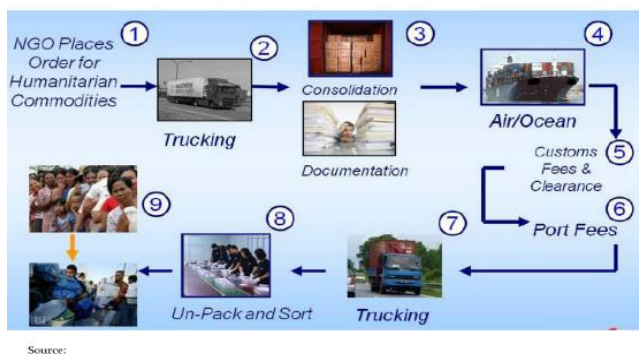 1
NGO Places
Order for
Humanitarian
Commodities
2
Trucking
3
Consolidation
Documentation
4
Air/Ocean
5
Customs
Fees &
Clearance
6
Port Fees
7
Trucking
8
Un-Pack and Sort
9
Source: